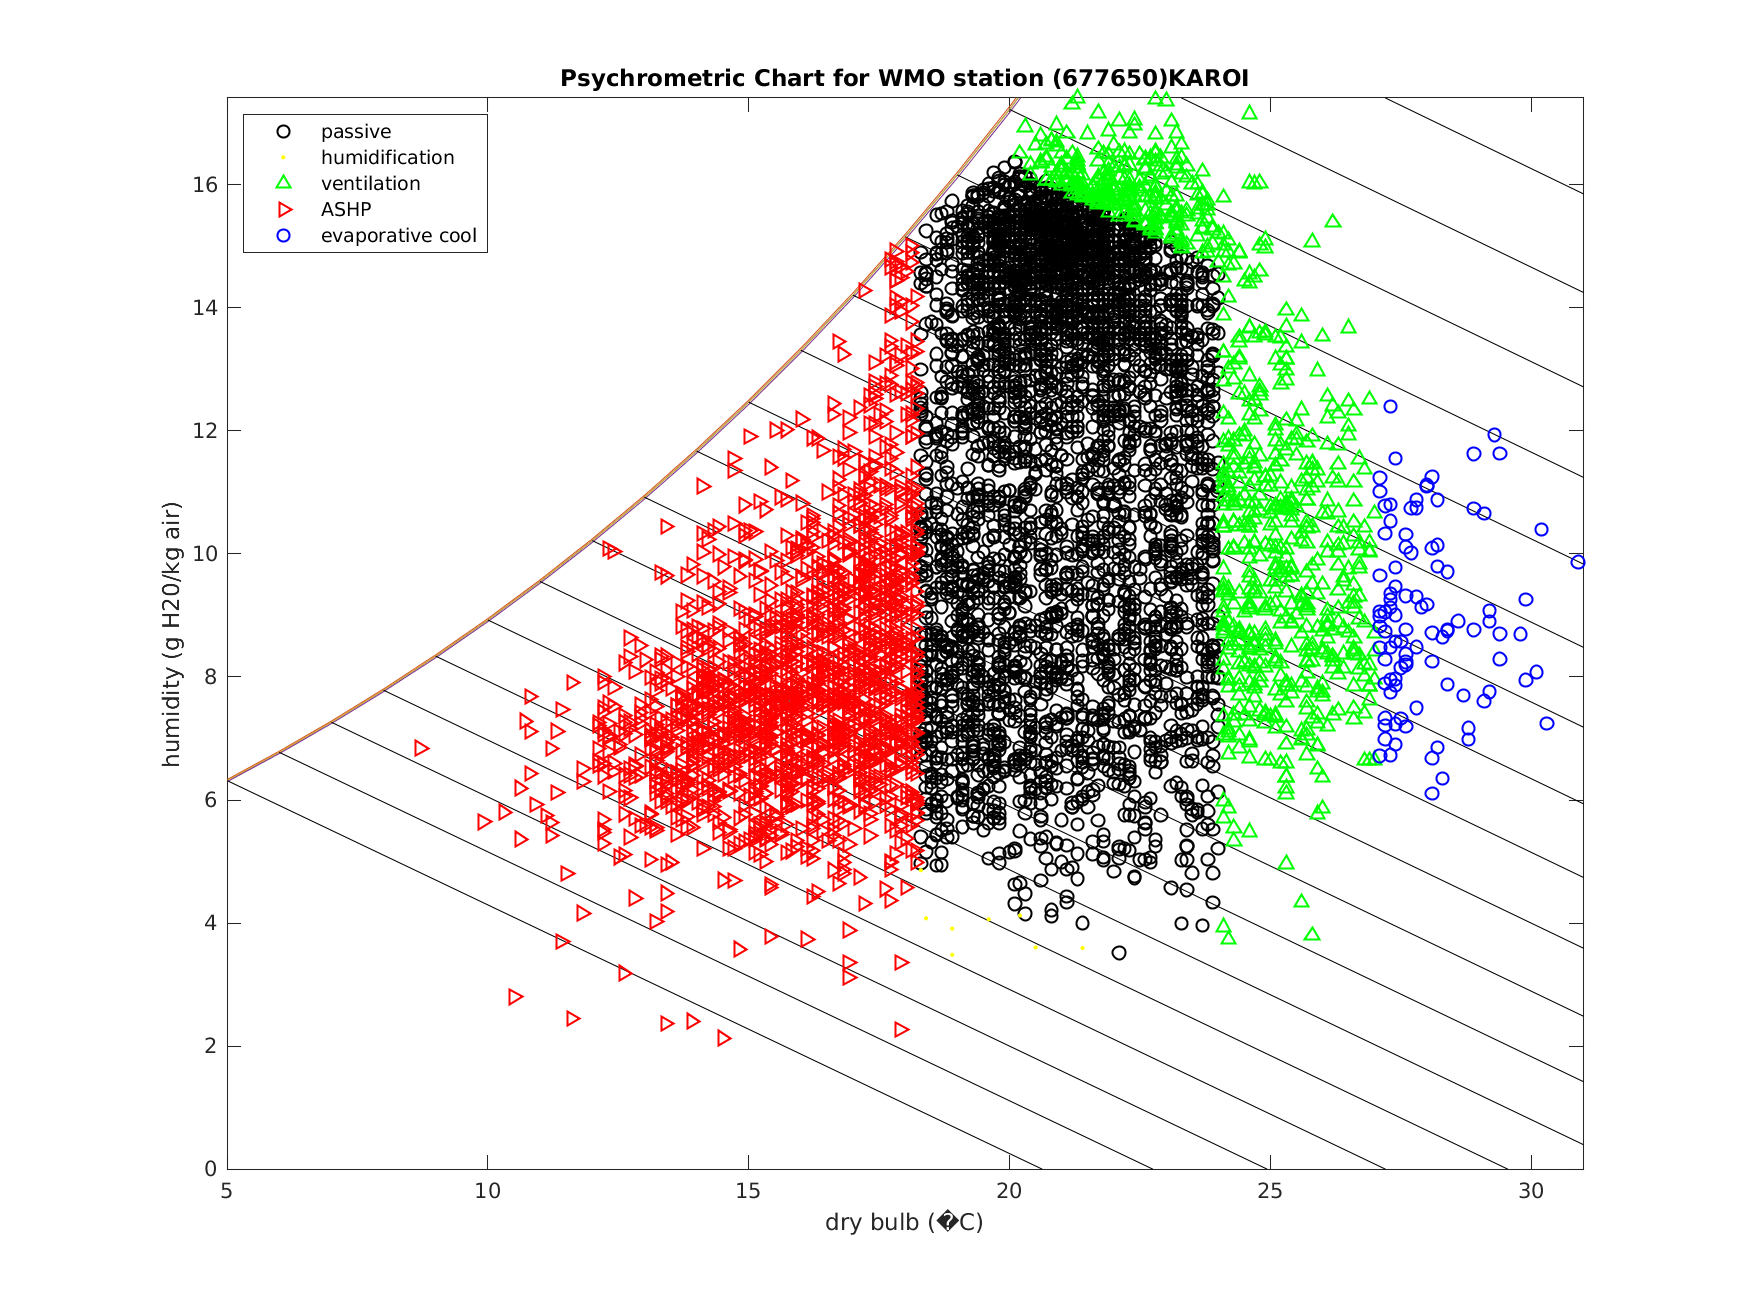 Psychrometric Chart for WMO station (677650)KAROI
passive
humidification
ventilation
ASHP
evaporative cool
humidity (g H20/kg air)
16
14
12
10
8
6
4
2
0
5 10 15 20 25 30
dry bulb (�C)